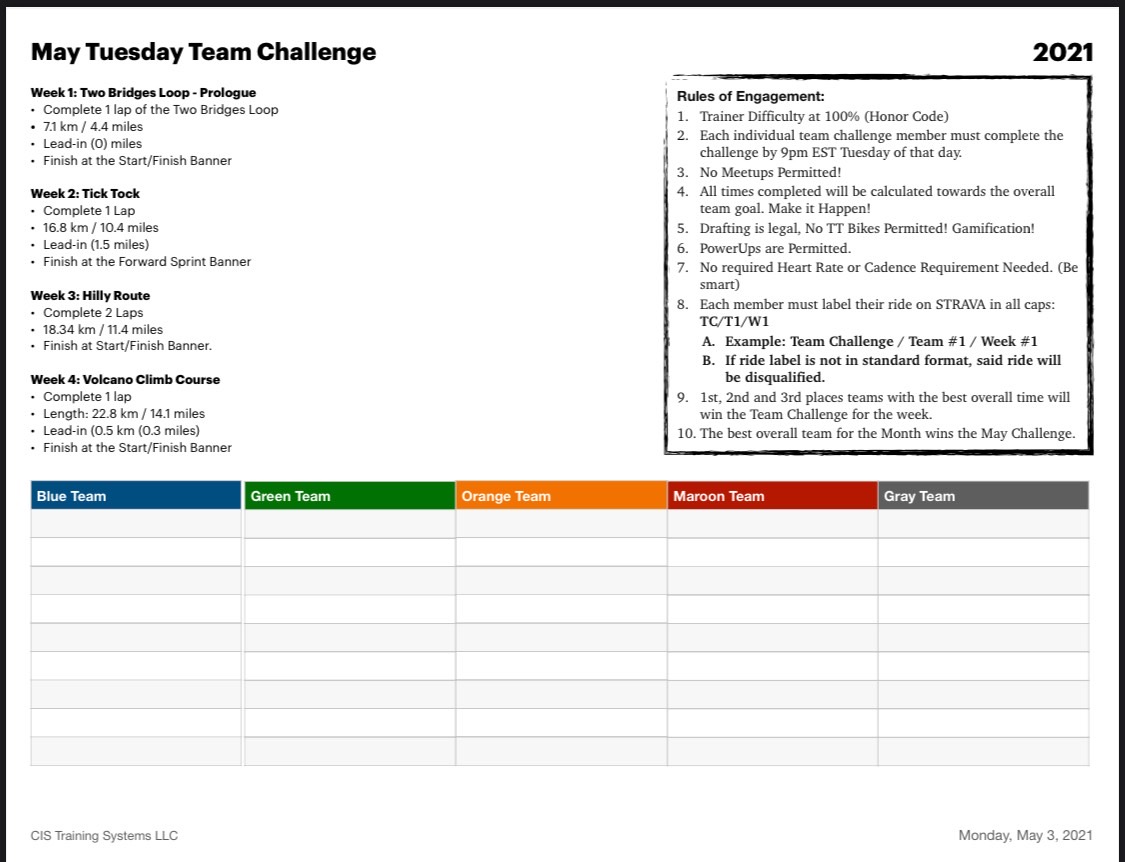 May Tuesday Team Challenge
2021
Week 1: Two Bridges Loop - Prologue
• Complete 1 lap of the Two Bridges Loop
• 7.1 km / 4.4 miles
• Lead-in (0) miles
• Finish at the Start/Finish Banner
Week 2: Tick Tock
• Complete 1 Lap
• 16.8 km / 10.4 miles
• Lead-in (1.5 miles)
• Finish at the Forward Sprint Banner
Week 3: Hilly Route
• Complete 2 Laps
• 18.34 km / 11.4 miles
• Finish at Start/Finish Banner.
Week 4: Volcano Climb Course
• Complete 1 lap
• Length: 22.8 km / 14.1 miles
• Lead-in (0.5 km (0.3 miles)
• Finish at the Start/Finish Banner
Rules of Engagement:
1. Trainer Difficulty at 100% (Honor Code)
2. Each individual team challenge member must complete the
challenge by 9pm EST Tuesday of that day.
3. No Meetups Permitted!
4. All times completed will be calculated towards the overall
team goal. Make it Happen!
5. Drafting is legal, No TT Bikes Permitted! Gamification!
6. PowerUps are Permitted.
7. No required Heart Rate or Cadence Requirement Needed. (Be
smart)
8. Each member must label their ride on STRAVA in all caps:
TC/T1/W1
A. Example: Team Challenge / Team #1 / Week #1
B. If ride label is not in standard format, said ride will
be disqualified.
9. 1st, 2nd and 3rd places teams with the best overall time will
win the Team Challenge for the week.
10. The best overall team for the Month wins the May Challenge.
Blue Team Green Team Orange Team Maroon Team Gray Team
CIS Training Systems LLC
Monday, May 3, 2021